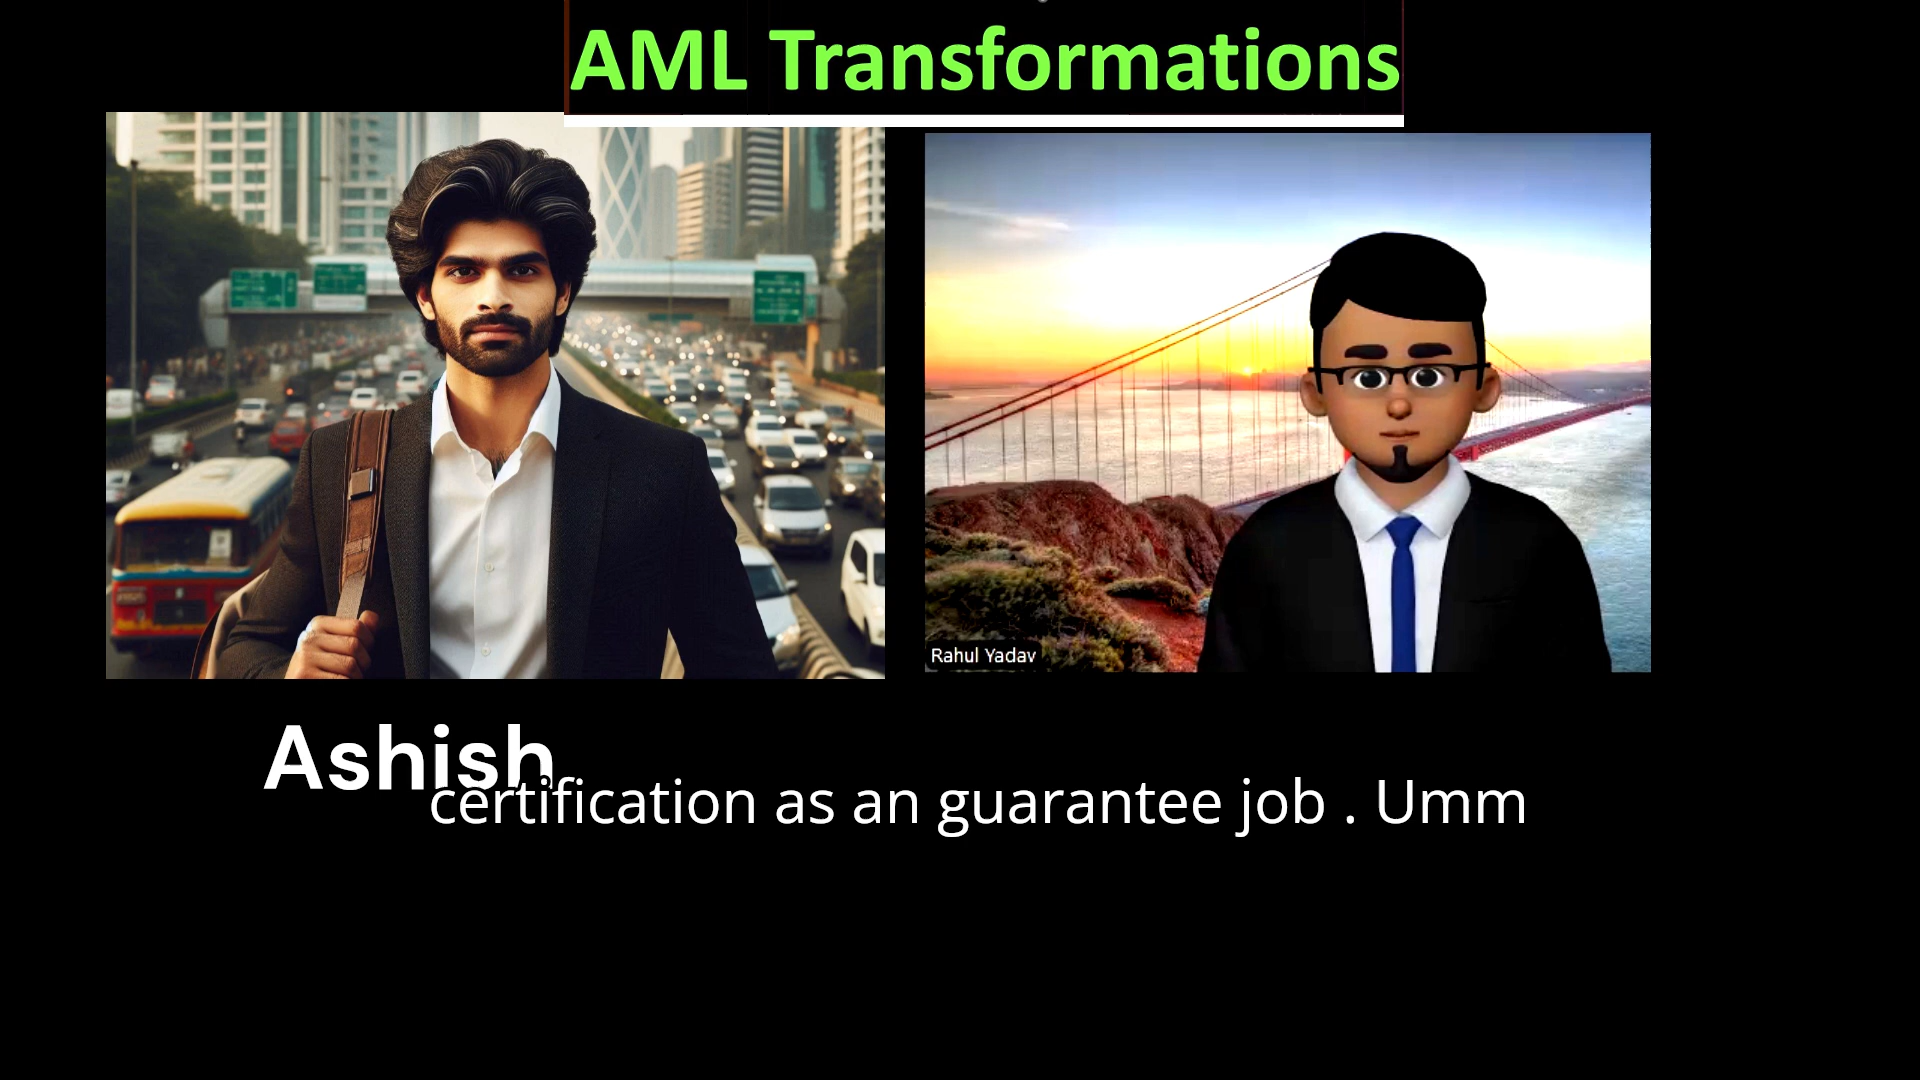 AML Transformations
Rahul Yadav
Ashish
certification as an guarantee job . Umm